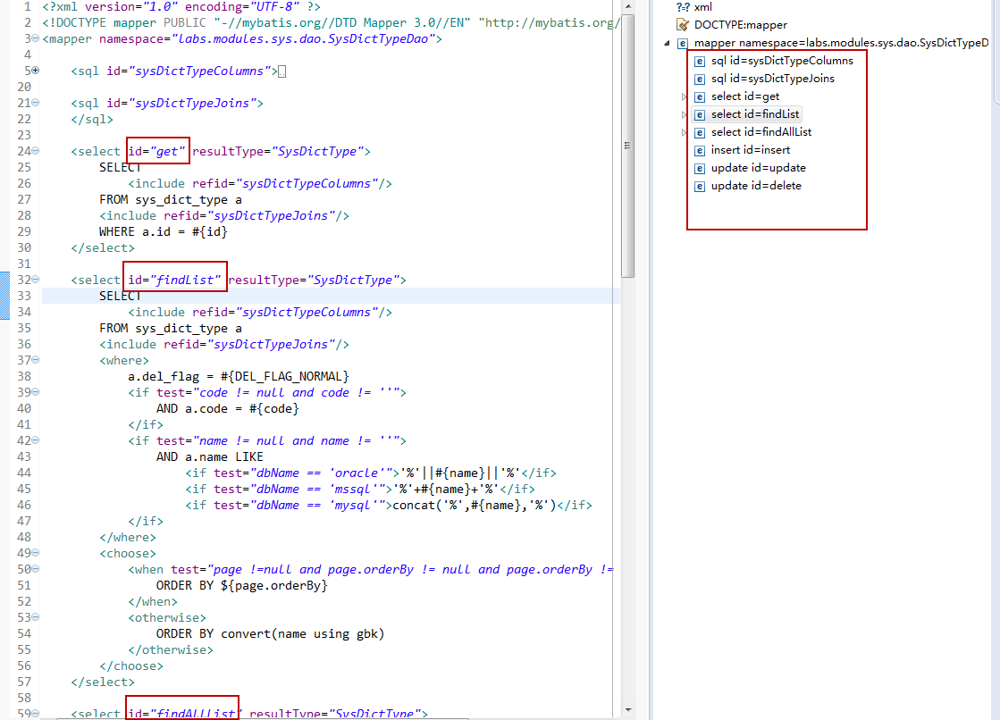 1 <?xml version="1.0" encoding="UTF-8" ?>
2 <!DOCTYPE mapper PUBLIC "-//mybatis.org//DTD Mapper 3.0//EN" "http://mybatis.org/
3 <mapper namespace="labs.modules.sys.dao.SysDictTypeDao">
4
5 <sql id="sysDictTypeColumns">
20
21 <sql id="sysDictTypeJoins">
22 </sql>
23
24 <select id="get" resultType="SysDictType">
25 SELECT
26 <include refid="sysDictTypeColumns"/>
27 FROM sys_dict_type a
28 <include refid="sysDictTypeJoins"/>
29 WHERE a.id = #{id}
30 </select>
31
32 <select id="findList" resultType="SysDictType">
33 SELECT
34 <include refid="sysDictTypeColumns"/>
35 FROM sys_dict_type a
36 <include refid="sysDictTypeJoins"/>
37 <where>
38 a.del_flag = #{DEL_FLAG_NORMAL}
39 <if test="code != null and code != ''">
40 AND a.code = #{code}
41 </if>
42 <if test="name != null and name != ''">
43 AND a.name LIKE
44 <if test="dbName == 'oracle'">'%'||#{name}||'%'</if>
45 <if test="dbName == 'mssql'">'%'+#{name}+'%'</if>
46 <if test="dbName == 'mysql'">concat('%',#{name},'%')</if>
47 </if>
48 </where>
49 <choose>
50 <when test="page !=null and page.orderBy != null and page.orderBy !=
51 ORDER BY ${page.orderBy}
52 </when>
53 <otherwise>
54 ORDER BY convert(name using gbk)
55 </otherwise>
56 </choose>
57 </select>
58
59 <select id="findAllList" resultType="SysDictType">
?-? xml
DOCTYPE:mapper
mapper namespace=labs.modules.sys.dao.SysDictTypeD
sql id=sysDictTypeColumns
sql id=sysDictTypeJoins
select id=get
select id=findList
select id=findAllList
insert id=insert
update id=update
update id=delete